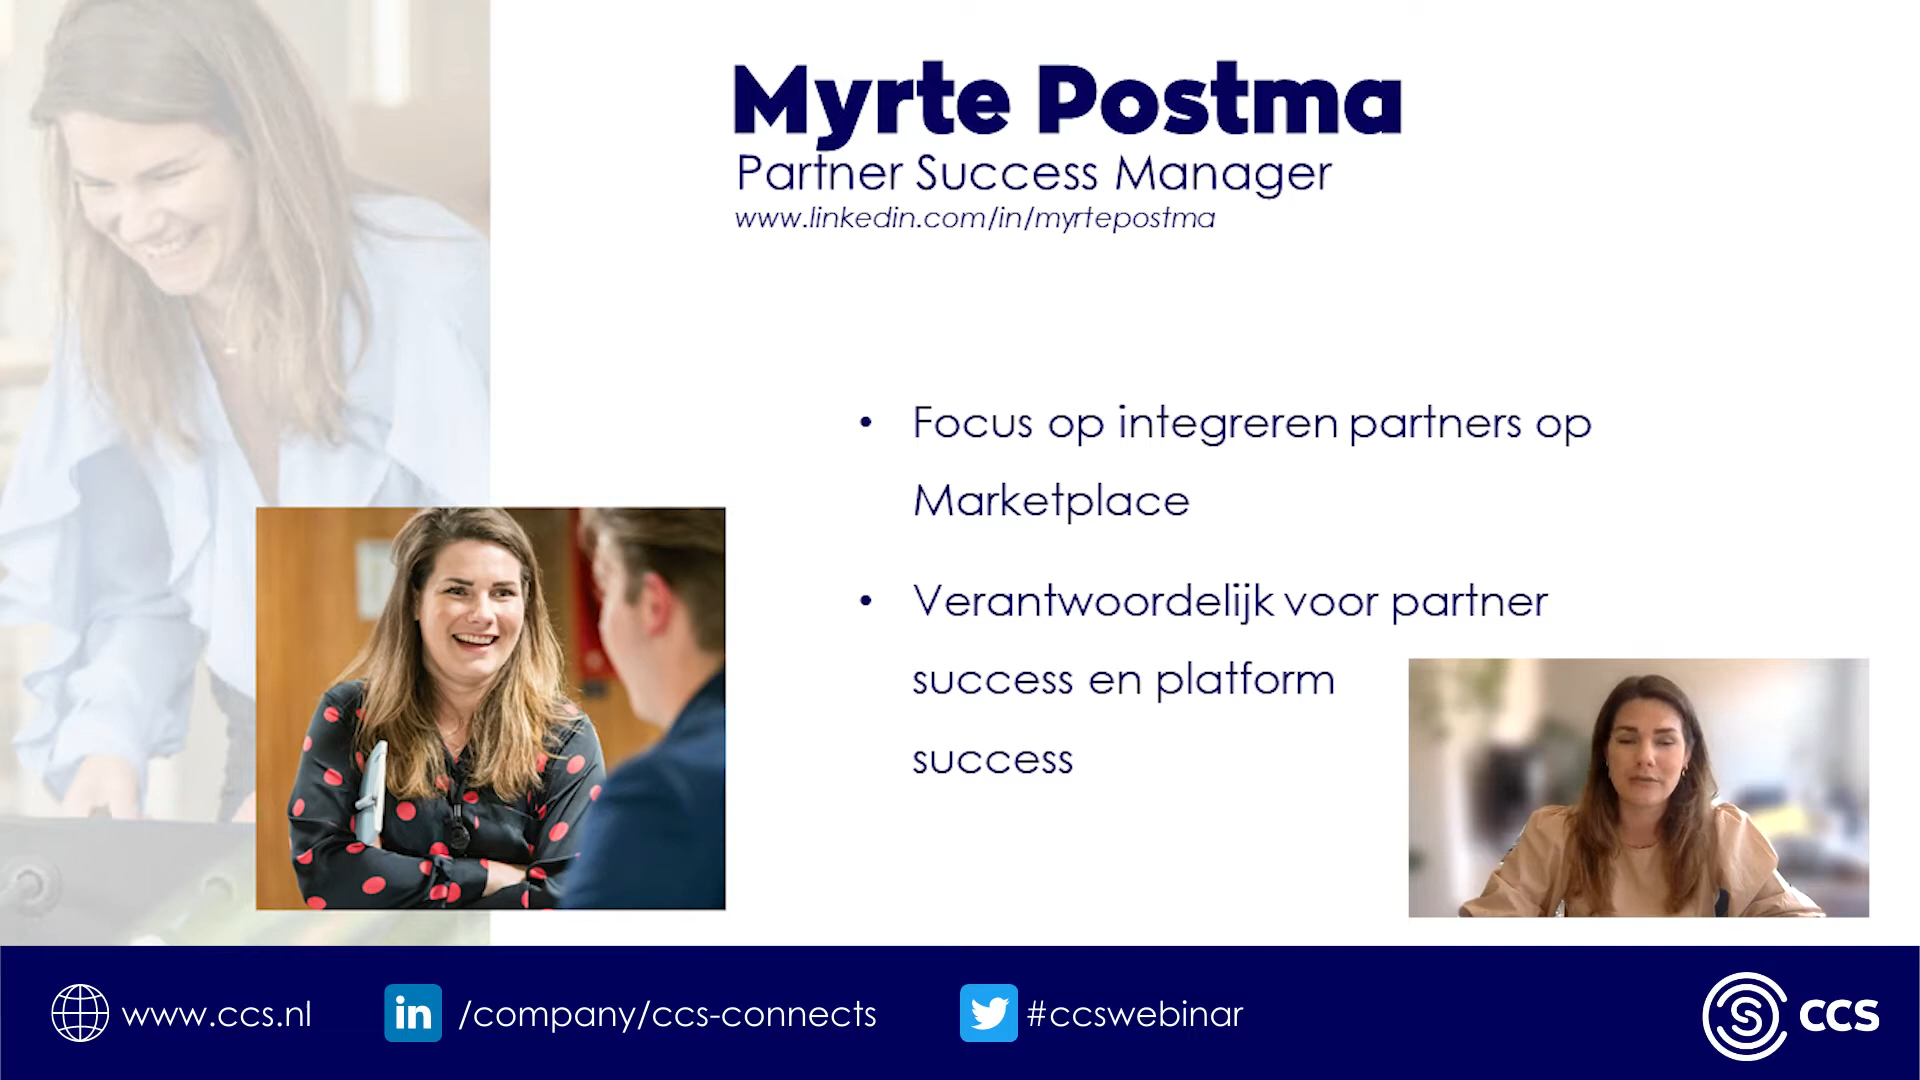 Myrte Postma
Partner Success Manager
www.linkedin.com/in/myrtepostma
• Focus op integreren partners op
Marketplace
• Verantwoordelijk voor partner
success en platform
success
www.ccs.nl
in /company/ccs-connects
#ccswebinar
CCS